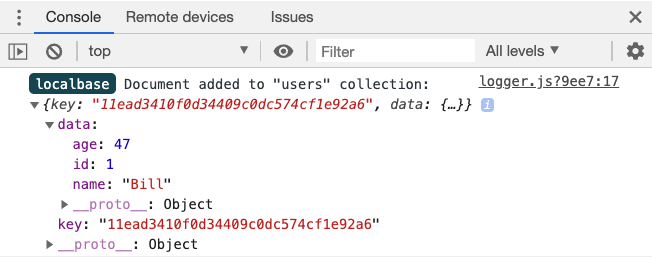 Console Remote devices Issues
top Filter All levels
localbase Document added to "users" collection: logger.js?9ee7:17
{key: "11ead3410f0d34409c0dc574cf1e92a6", data: {…}} i
data:
age: 47
id: 1
name: "Bill"
__proto__: Object
key: "11ead3410f0d34409c0dc574cf1e92a6"
__proto__: Object